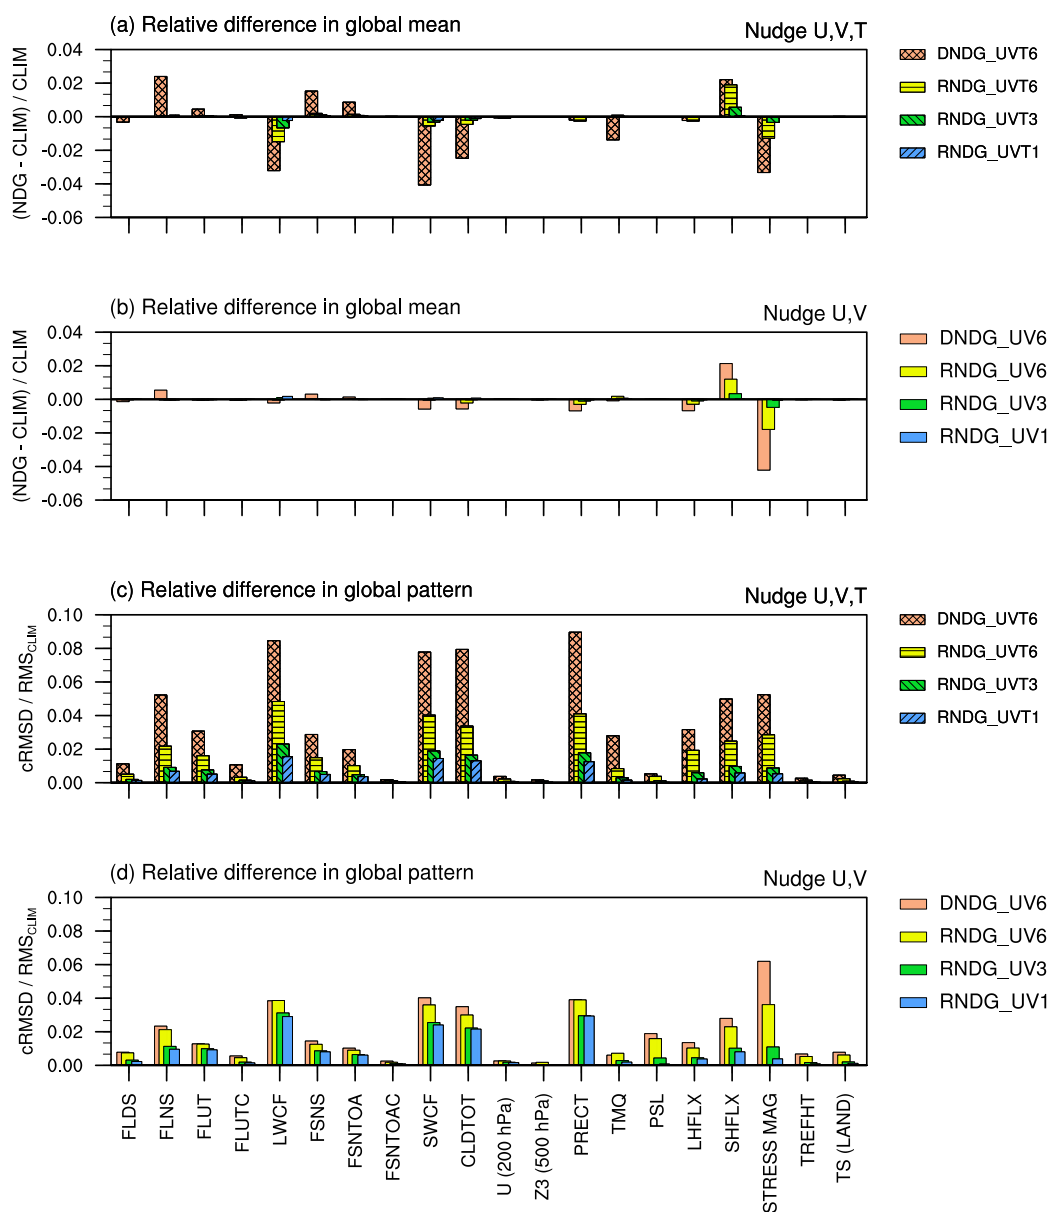 (a) Relative difference in global mean
Nudge U,V,T
(NDG - CLIM) / CLIM
0.04
0.02
0.00
-0.02
-0.04
-0.06
DNDG_UVT6
RNDG_UVT6
RNDG_UVT3
RNDG_UVT1
(b) Relative difference in global mean
Nudge U,V
(NDG - CLIM) / CLIM
0.04
0.02
0.00
-0.02
-0.04
-0.06
DNDG_UV6
RNDG_UV6
RNDG_UV3
RNDG_UV1
(c) Relative difference in global pattern
Nudge U,V,T
cRMSD / RMSCLIM
0.10
0.08
0.06
0.04
0.02
0.00
DNDG_UVT6
RNDG_UVT6
RNDG_UVT3
RNDG_UVT1
(d) Relative difference in global pattern
Nudge U,V
cRMSD / RMSCLIM
0.10
0.08
0.06
0.04
0.02
0.00
DNDG_UV6
RNDG_UV6
RNDG_UV3
RNDG_UV1
FLDS
FLNS
FLUT
FLUTC
LWCF
FSNS
FSNTOA
FSNTOAC
SWCF
CLDTOT
U (200 hPa)
Z3 (500 hPa)
PRECT
TMQ
PSL
LHFLX
SHFLX
STRESS MAG
TREFHT
TS (LAND)